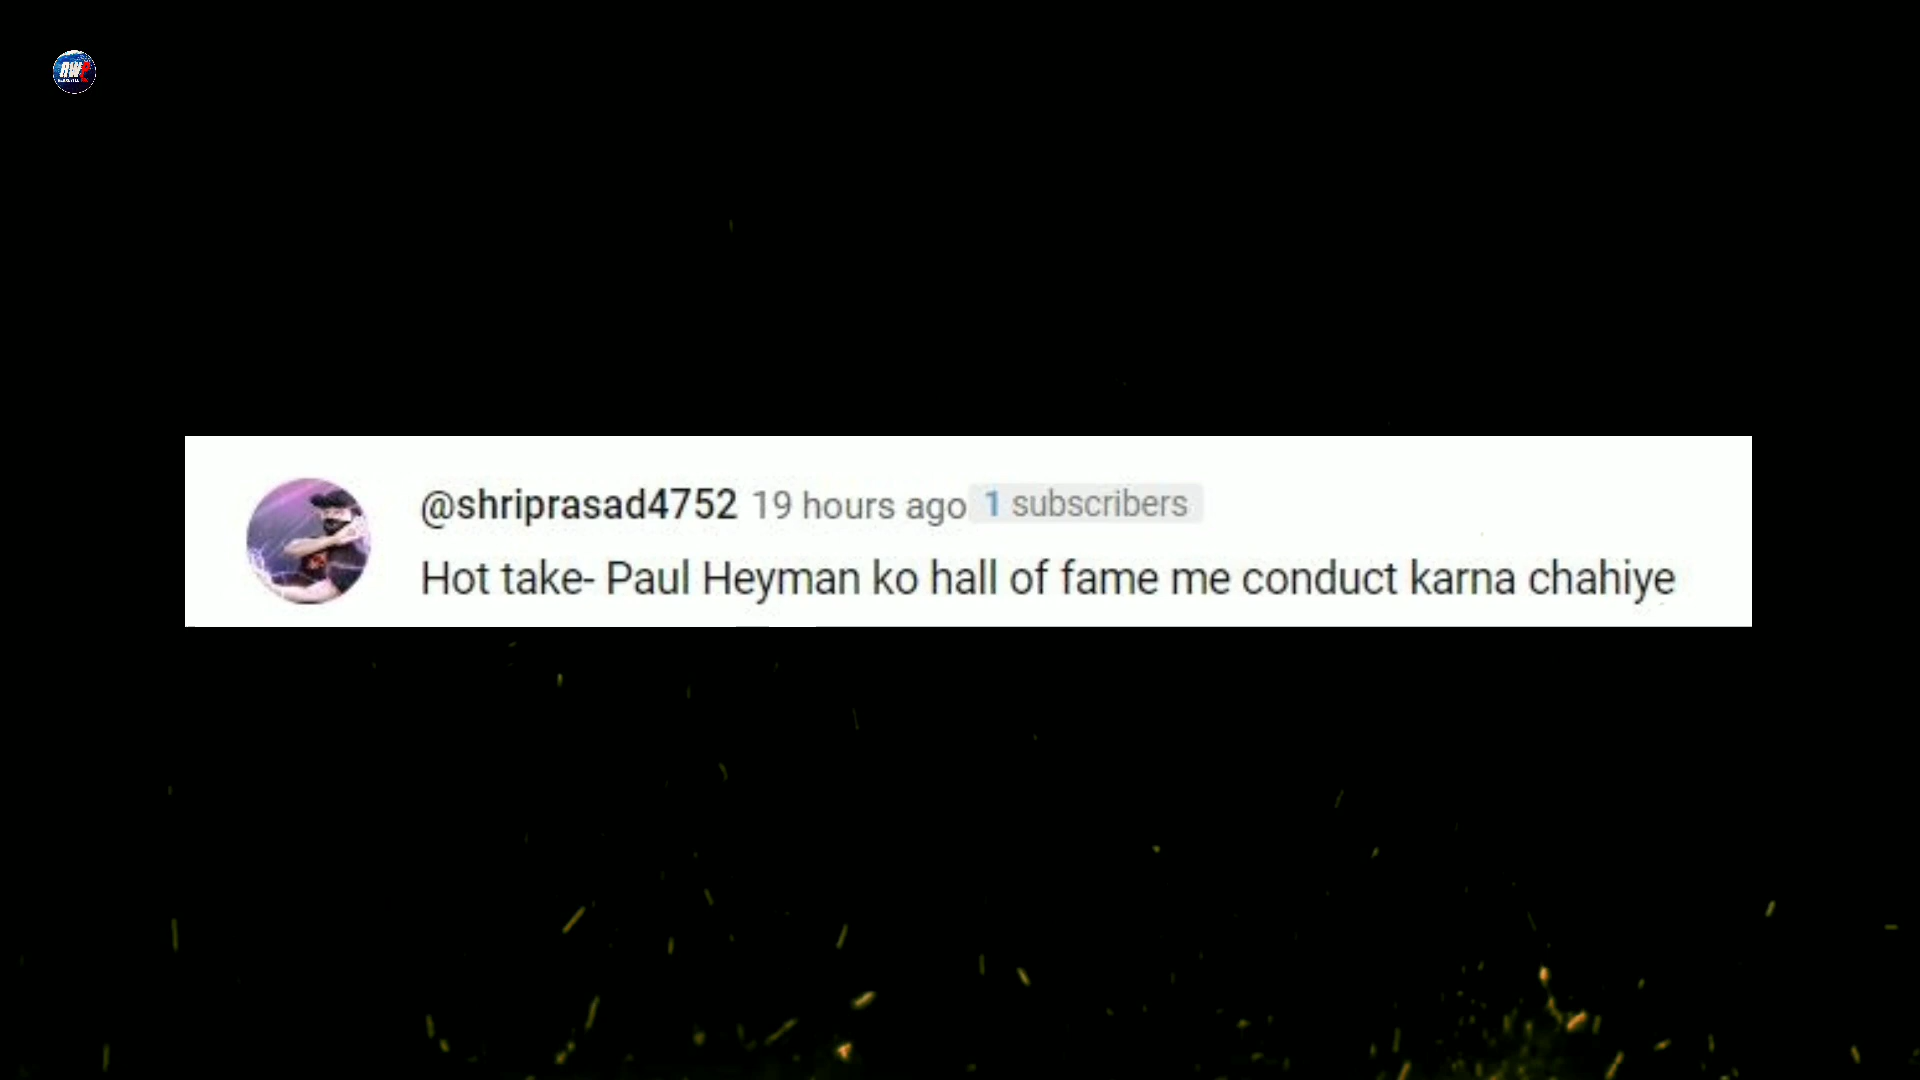 @shriprasad4752 19 hours ago 1 subscribers
Hot take- Paul Heyman ko hall of fame me conduct karna chahiye